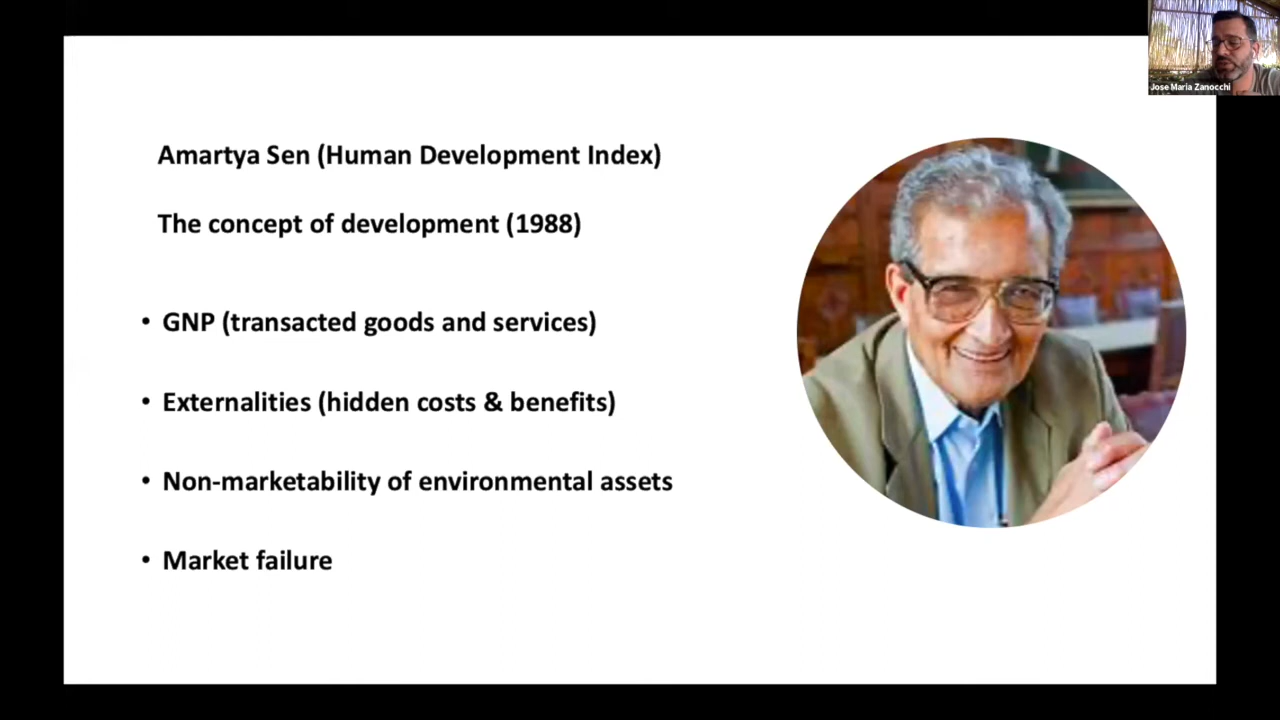 Jose Maria Zanocchi
Amartya Sen (Human Development Index)
The concept of development (1988)
• GNP (transacted goods and services)
• Externalities (hidden costs & benefits)
• Non-marketability of environmental assets
• Market failure